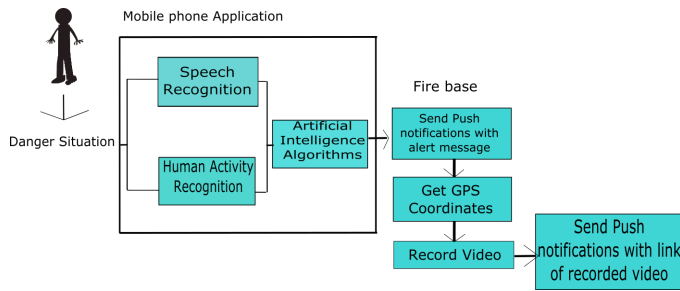 Mobile phone Application
Speech
Recognition
Fire base
Danger Situation
Artificial
Intelligence
Algorithms
Human Activity
Recognition
Send Push
notifications with
alert message
Get GPS
Coordinates
Record Video
Send Push
notifications with link
of recorded video